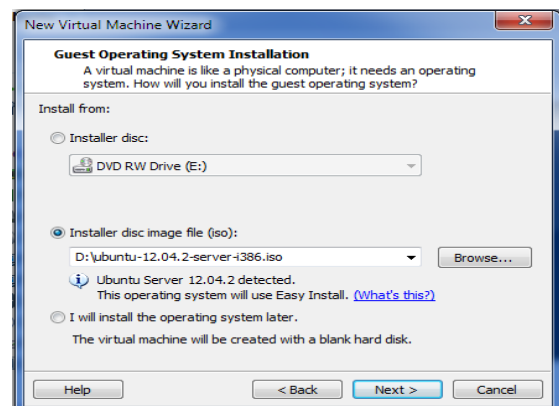 New Virtual Machine Wizard
Guest Operating System Installation
A virtual machine is like a physical computer; it needs an operating
system. How will you install the guest operating system?
Install from:
Installer disc:
DVD RW Drive (E:)
Installer disc image file (iso):
D:\ubuntu-12.04.2-server-i386.iso
Browse...
Ubuntu Server 12.04.2 detected.
This operating system will use Easy Install. (What's this?)
I will install the operating system later.
The virtual machine will be created with a blank hard disk.
Help < Back Next > Cancel